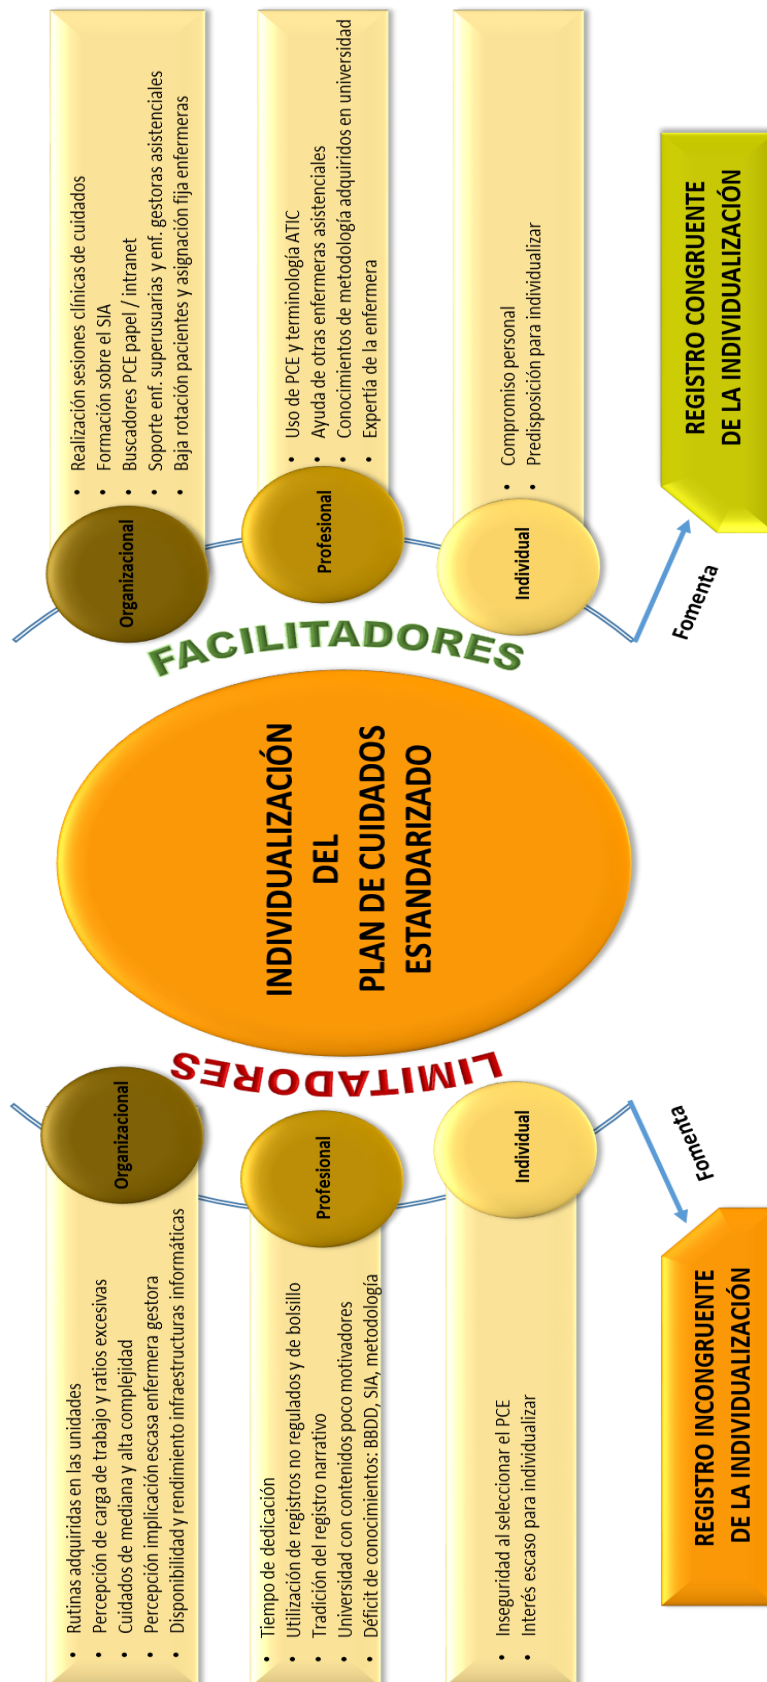 INDIVIDUALIZACIÓN
DEL
PLAN DE CUIDADOS
ESTANDARIZADO
LIMITADORES
Organizacional
• Rutinas adquiridas en las unidades
• Percepción de carga de trabajo y ratios excesivas
• Cuidados de mediana y alta complejidad
• Percepción implicación escasa enfermera gestora
• Disponibilidad y rendimiento infraestructuras informáticas
Profesional
• Tiempo de dedicación
• Utilización de registros no regulados y de bolsillo
• Tradición del registro narrativo
• Universidad con contenidos poco motivadores
• Déficit de conocimientos: BBDD, SIA, metodología
Individual
• Inseguridad al seleccionar el PCE
• Interés escaso para individualizar
Fomenta
REGISTRO INCONGRUENTE
DE LA INDIVIDUALIZACIÓN
FACILITADORES
Organizacional
• Realización sesiones clínicas de cuidados
• Formación sobre el SIA
• Buscadores PCE papel / intranet
• Soporte enf. superusuarias y enf. gestoras asistenciales
• Baja rotación pacientes y asignación fija enfermeras
Profesional
• Uso de PCE y terminología ATIC
• Ayuda de otras enfermeras asistenciales
• Conocimientos de metodología adquiridos en universidad
• Expertía de la enfermera
Individual
• Compromiso personal
• Predisposición para individualizar
Fomenta
REGISTRO CONGRUENTE
DE LA INDIVIDUALIZACIÓN